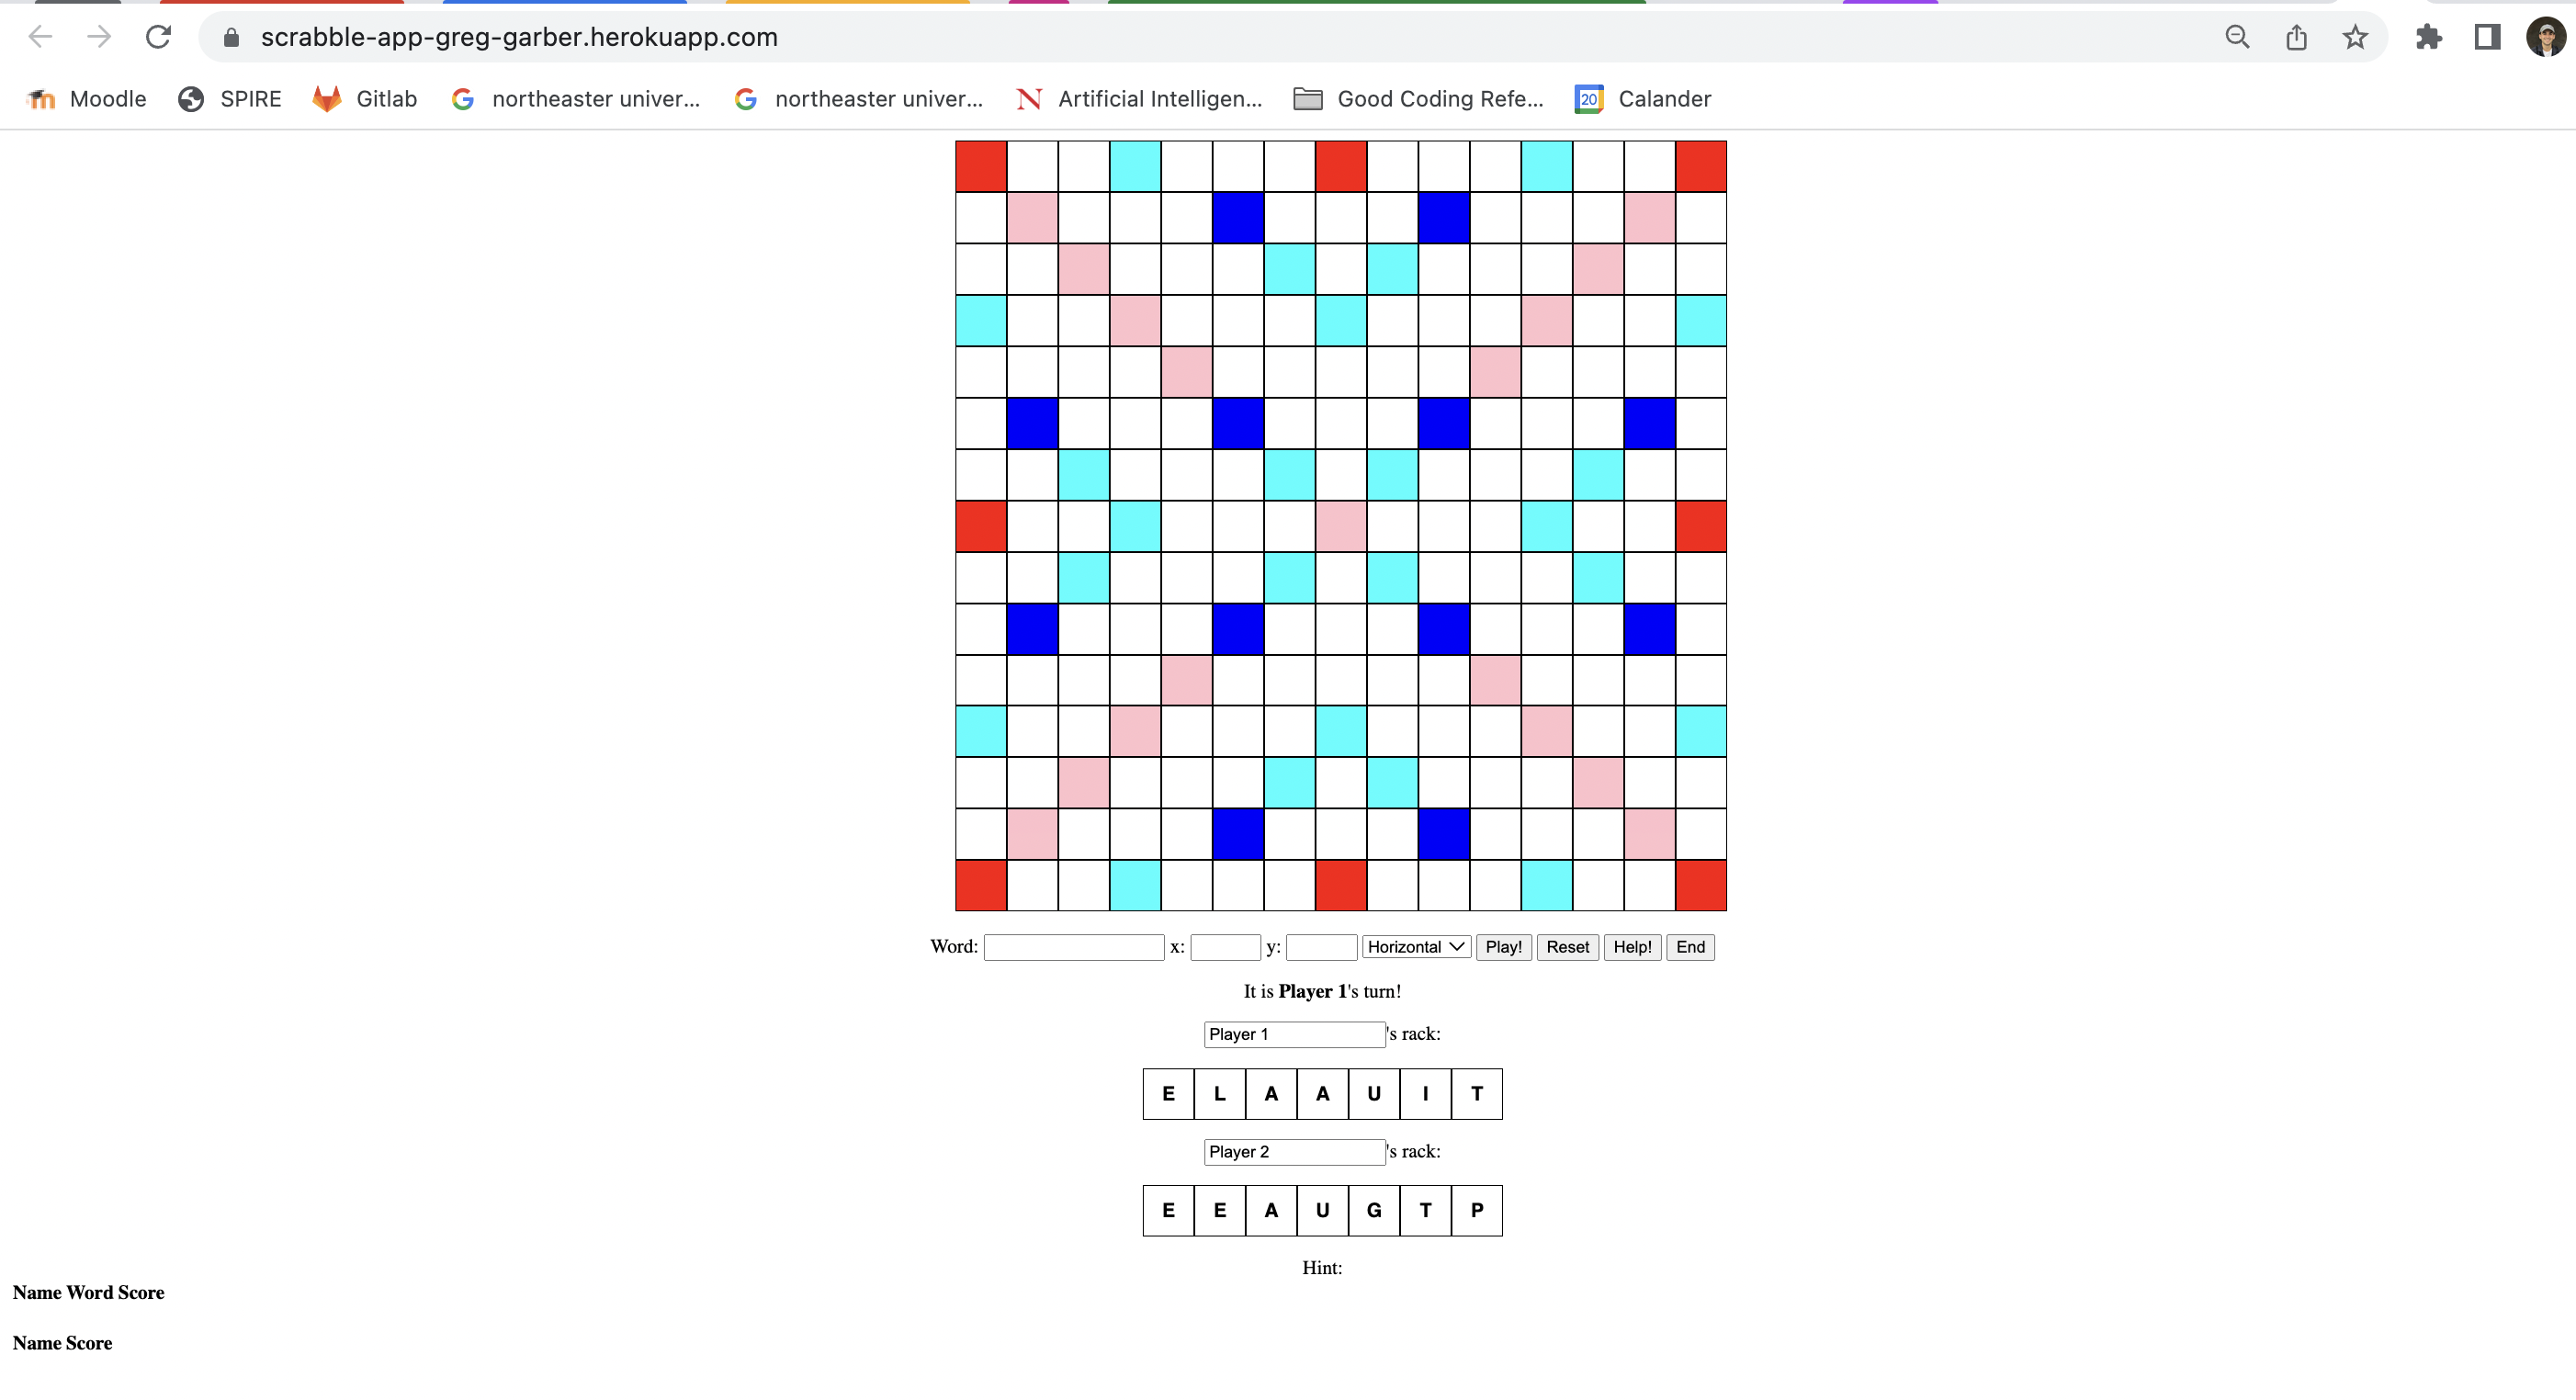 scrabble-app-greg-garber.herokuapp.com
Moodle SPIRE Gitlab northeaster univer... northeaster univer... Artificial Intelligen... Good Coding Refe... 20 Calander
Word: x: y: Horizontal Play! Reset Help! End
It is Player 1's turn!
Player 1 's rack:
E L A A U I T
Player 2 's rack:
E E A U G T P
Hint:
Name Word Score
Name Score